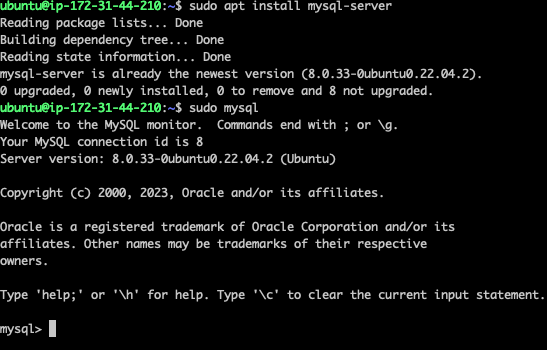 ubuntu@ip-172-31-44-210:~$ sudo apt install mysql-server
Reading package lists... Done
Building dependency tree... Done
Reading state information... Done
mysql-server is already the newest version (8.0.33-0ubuntu0.22.04.2).
0 upgraded, 0 newly installed, 0 to remove and 8 not upgraded.
ubuntu@ip-172-31-44-210:~$ sudo mysql
Welcome to the MySQL monitor.  Commands end with ; or \g.
Your MySQL connection id is 8
Server version: 8.0.33-0ubuntu0.22.04.2 (Ubuntu)
Copyright (c) 2000, 2023, Oracle and/or its affiliates.
Oracle is a registered trademark of Oracle Corporation and/or its
affiliates. Other names may be trademarks of their respective
owners.
Type 'help;' or '\h' for help. Type '\c' to clear the current input statement.
mysql>